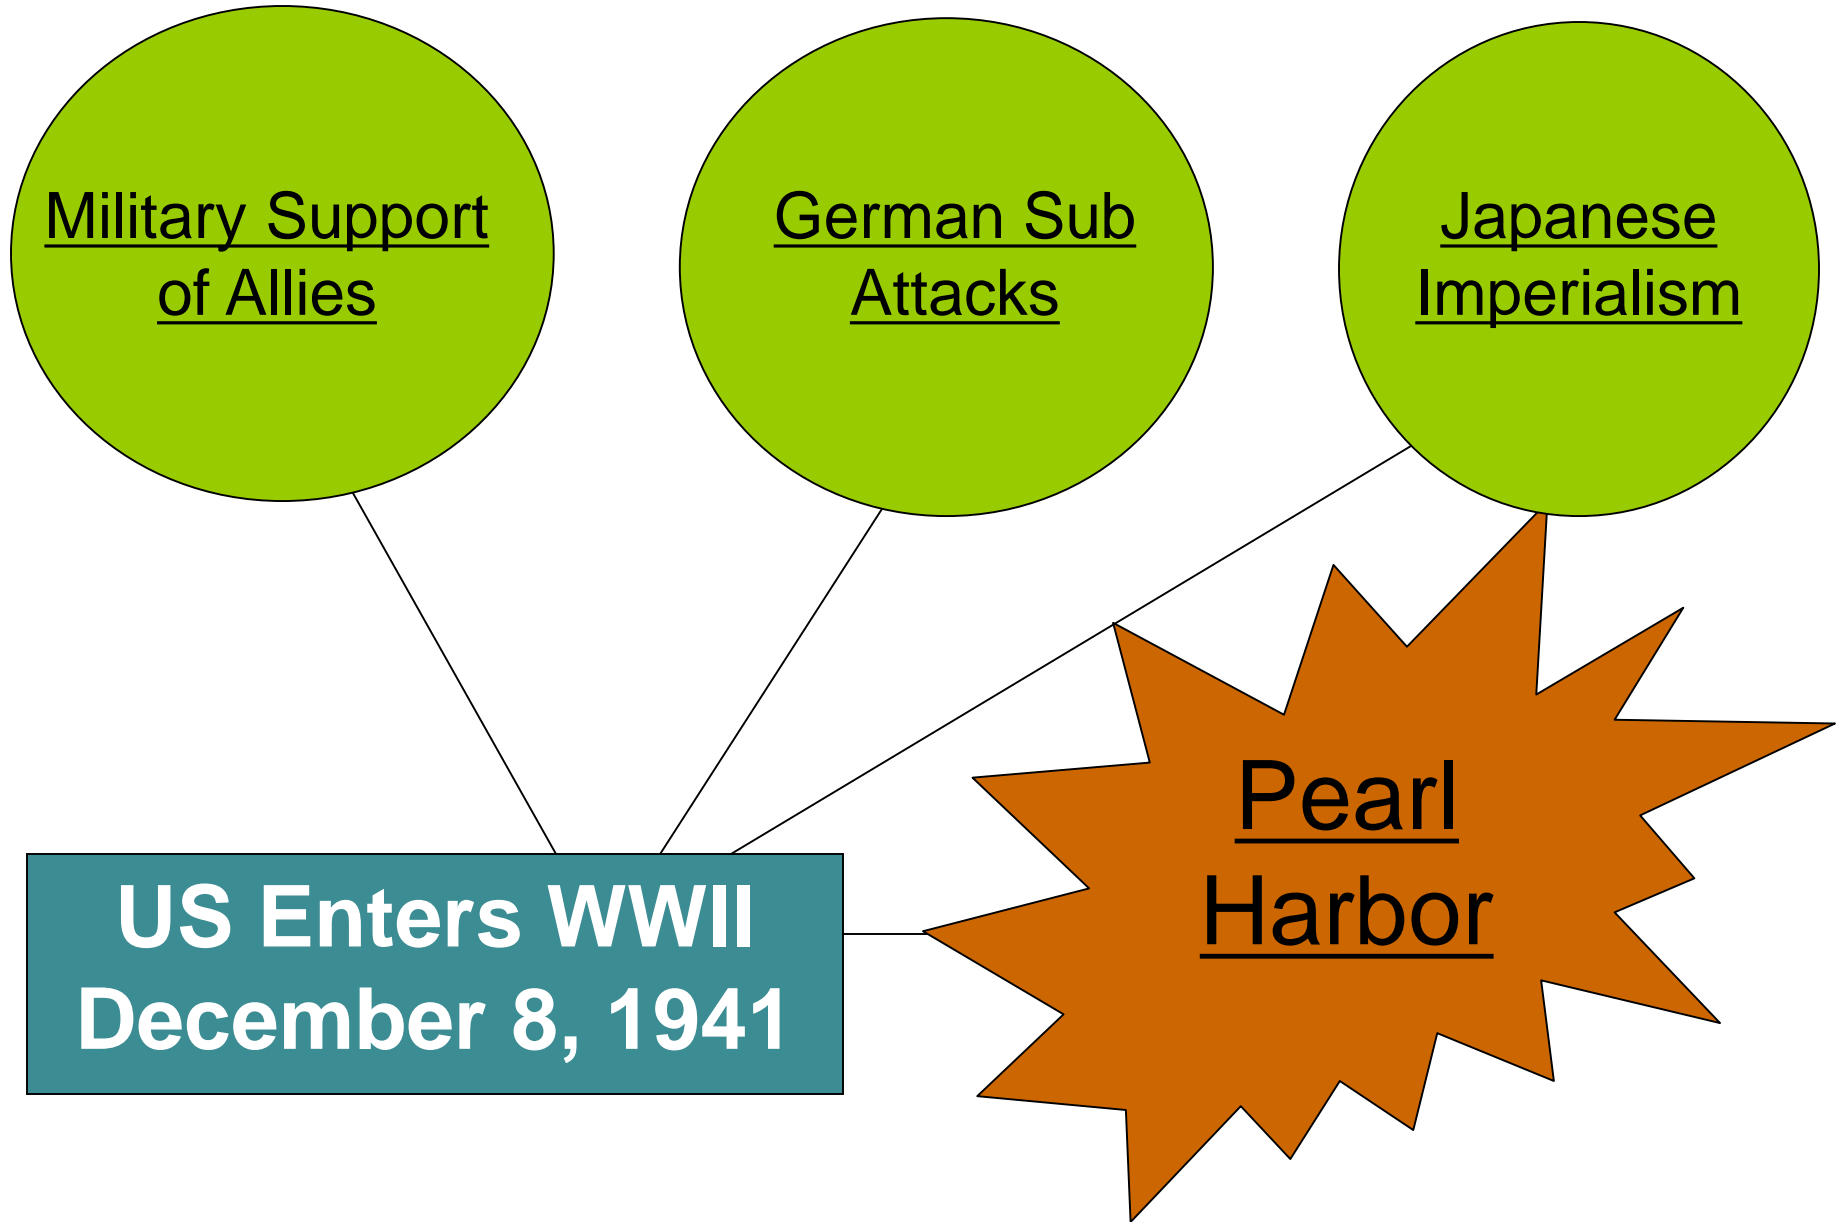 Military Support
of Allies
German Sub
Attacks
Japanese
Imperialism
Pearl
Harbor
US Enters WWII
December 8, 1941